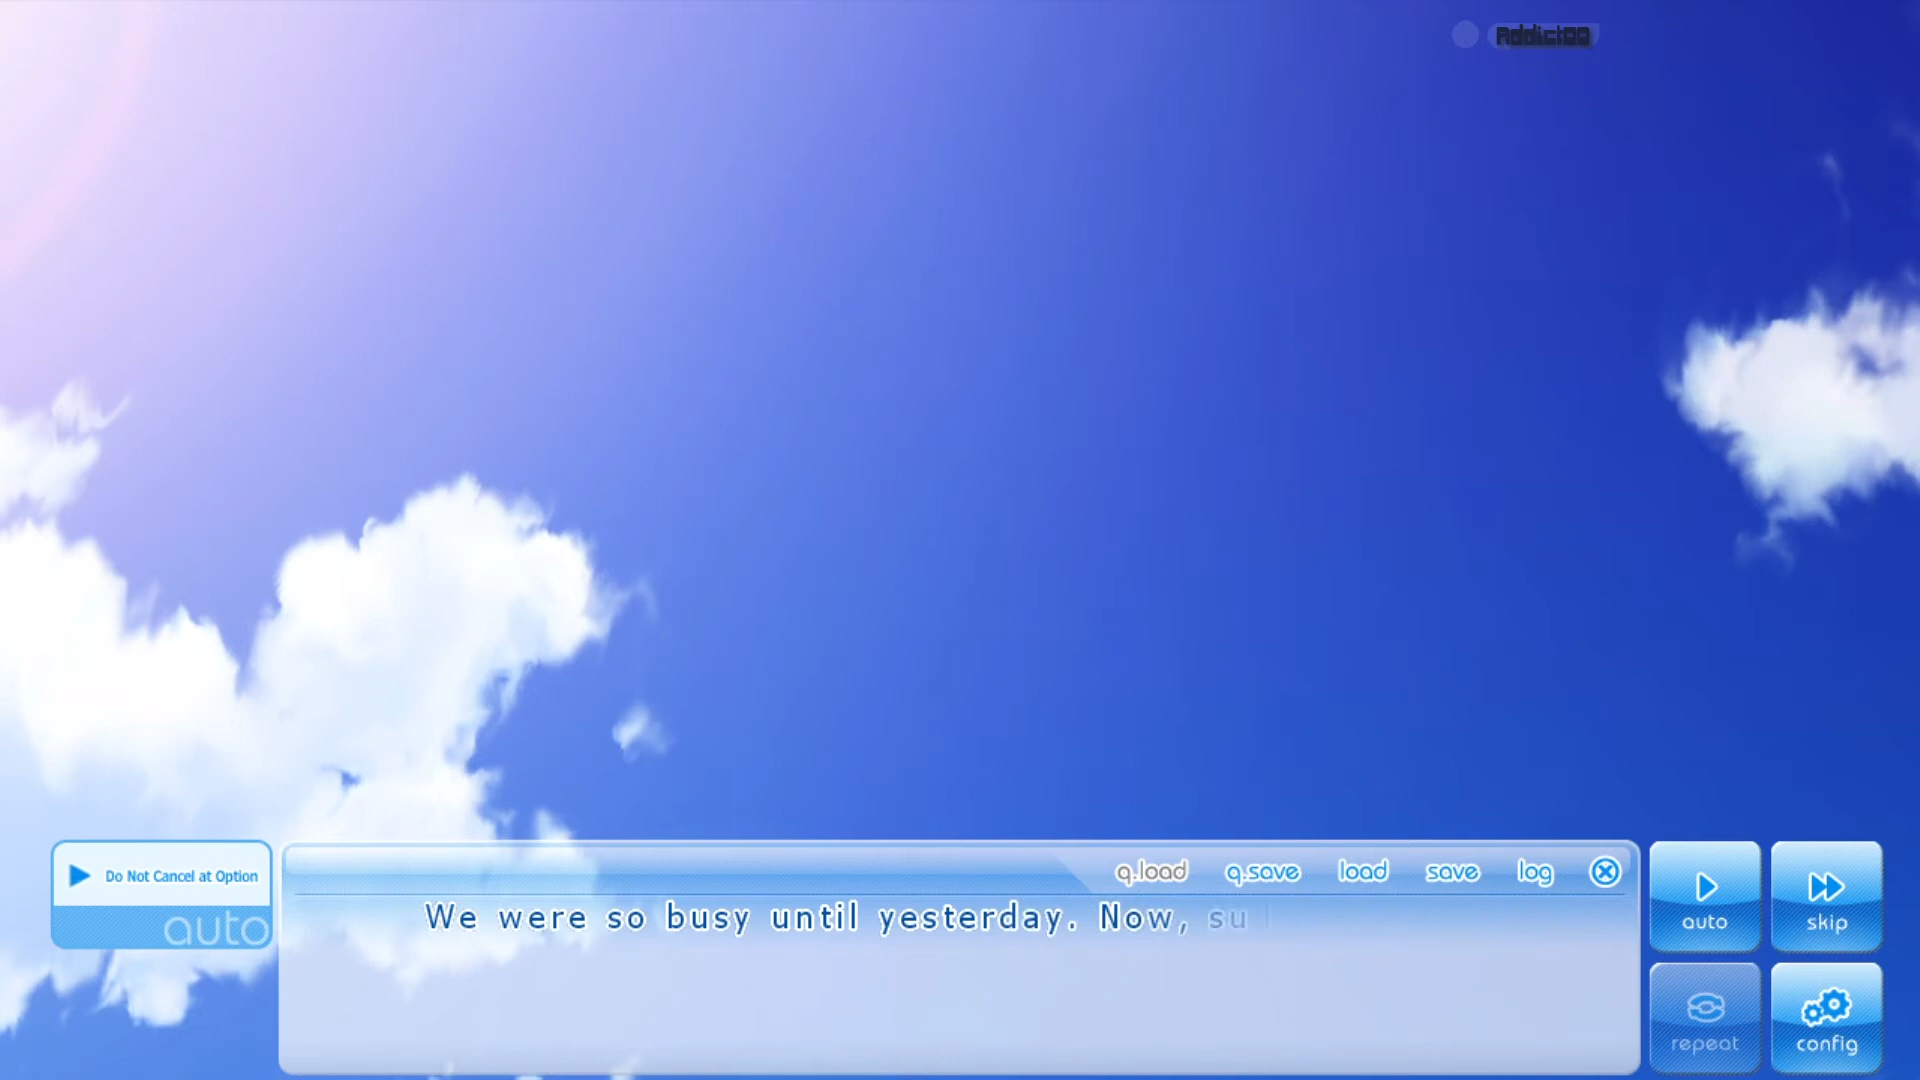 Addict99
Do Not Cancel at Option
auto
q.load q.save load save log
We were so busy until yesterday. Now, su
auto
skip
repeat
config